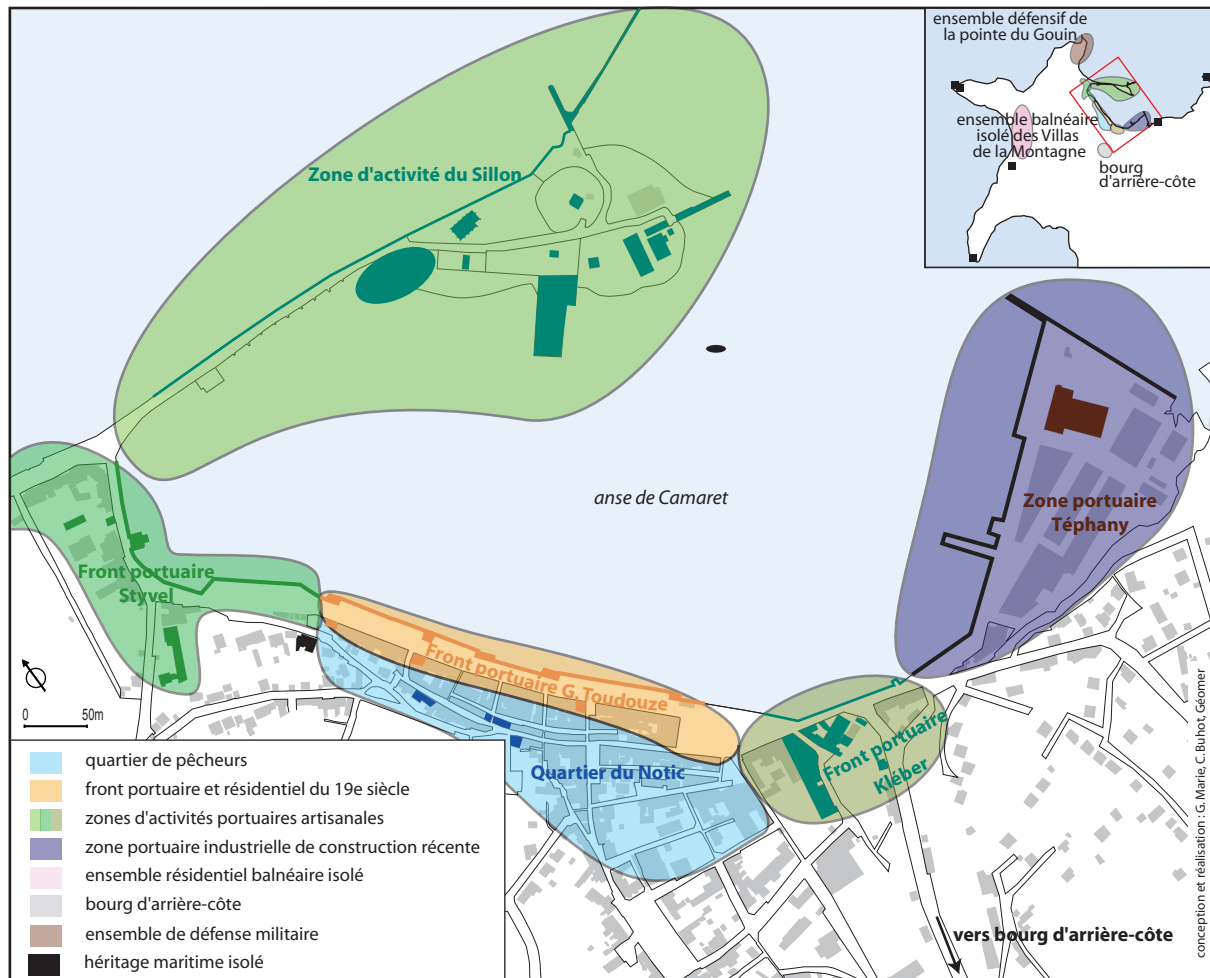 ensemble défensif de
la pointe du Gouin
ensemble balnéaire
isolé des Villas
de la Montagne
bourg
d'arrière-côte
Zone d'activité du Sillon
anse de Camaret
Zone portuaire
Téphany
Front portuaire
Styvel
Front portuaire G. Toudouze
Quartier du Notic
Front portuaire
Kléber
0 50m
vers bourg d'arrière-côte
quartier de pêcheurs
front portuaire et résidentiel du 19e siècle
zones d'activités portuaires artisanales
zone portuaire industrielle de construction récente
ensemble résidentiel balnéaire isolé
bourg d'arrière-côte
ensemble de défense militaire
héritage maritime isolé
conception et réalisation : G. Marie, C. Buhot, Géomer